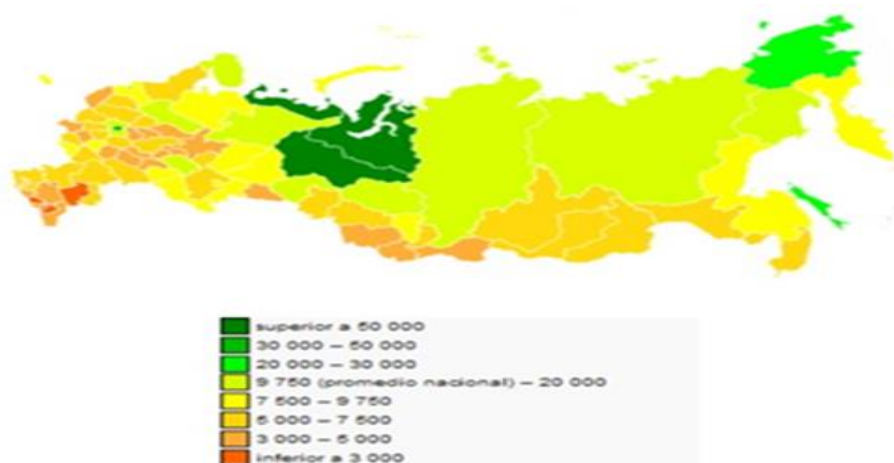 superior a 50 000
30 000 – 50 000
20 000 – 30 000
9 750 (promedio nacional) – 20 000
7 500 – 9 750
5 000 – 7 500
3 000 – 5 000
inferior a 3 000